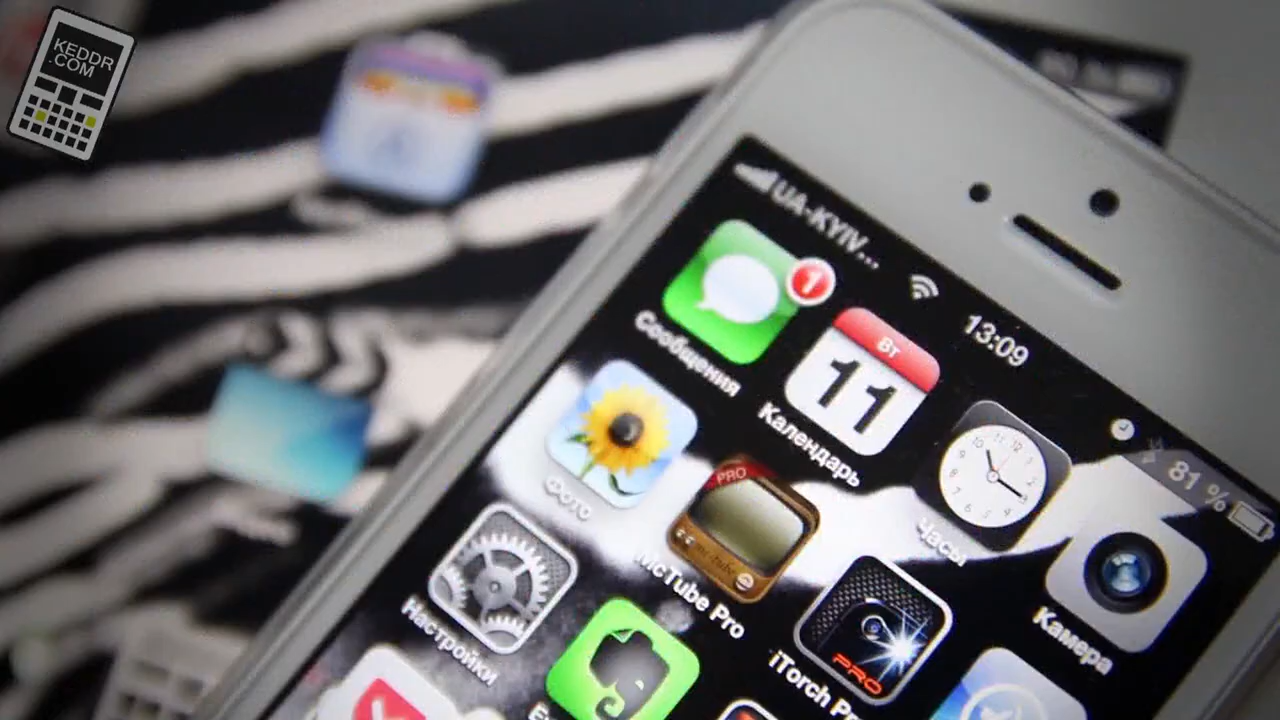 KEDDR
.COM
UA-KYIV...
13:09
81 %
1
Сообщения
Вт
11
Календарь
Часы
Камера
Фото
PRO
McTube Pro
PRO
iTorch Pr
Настройки